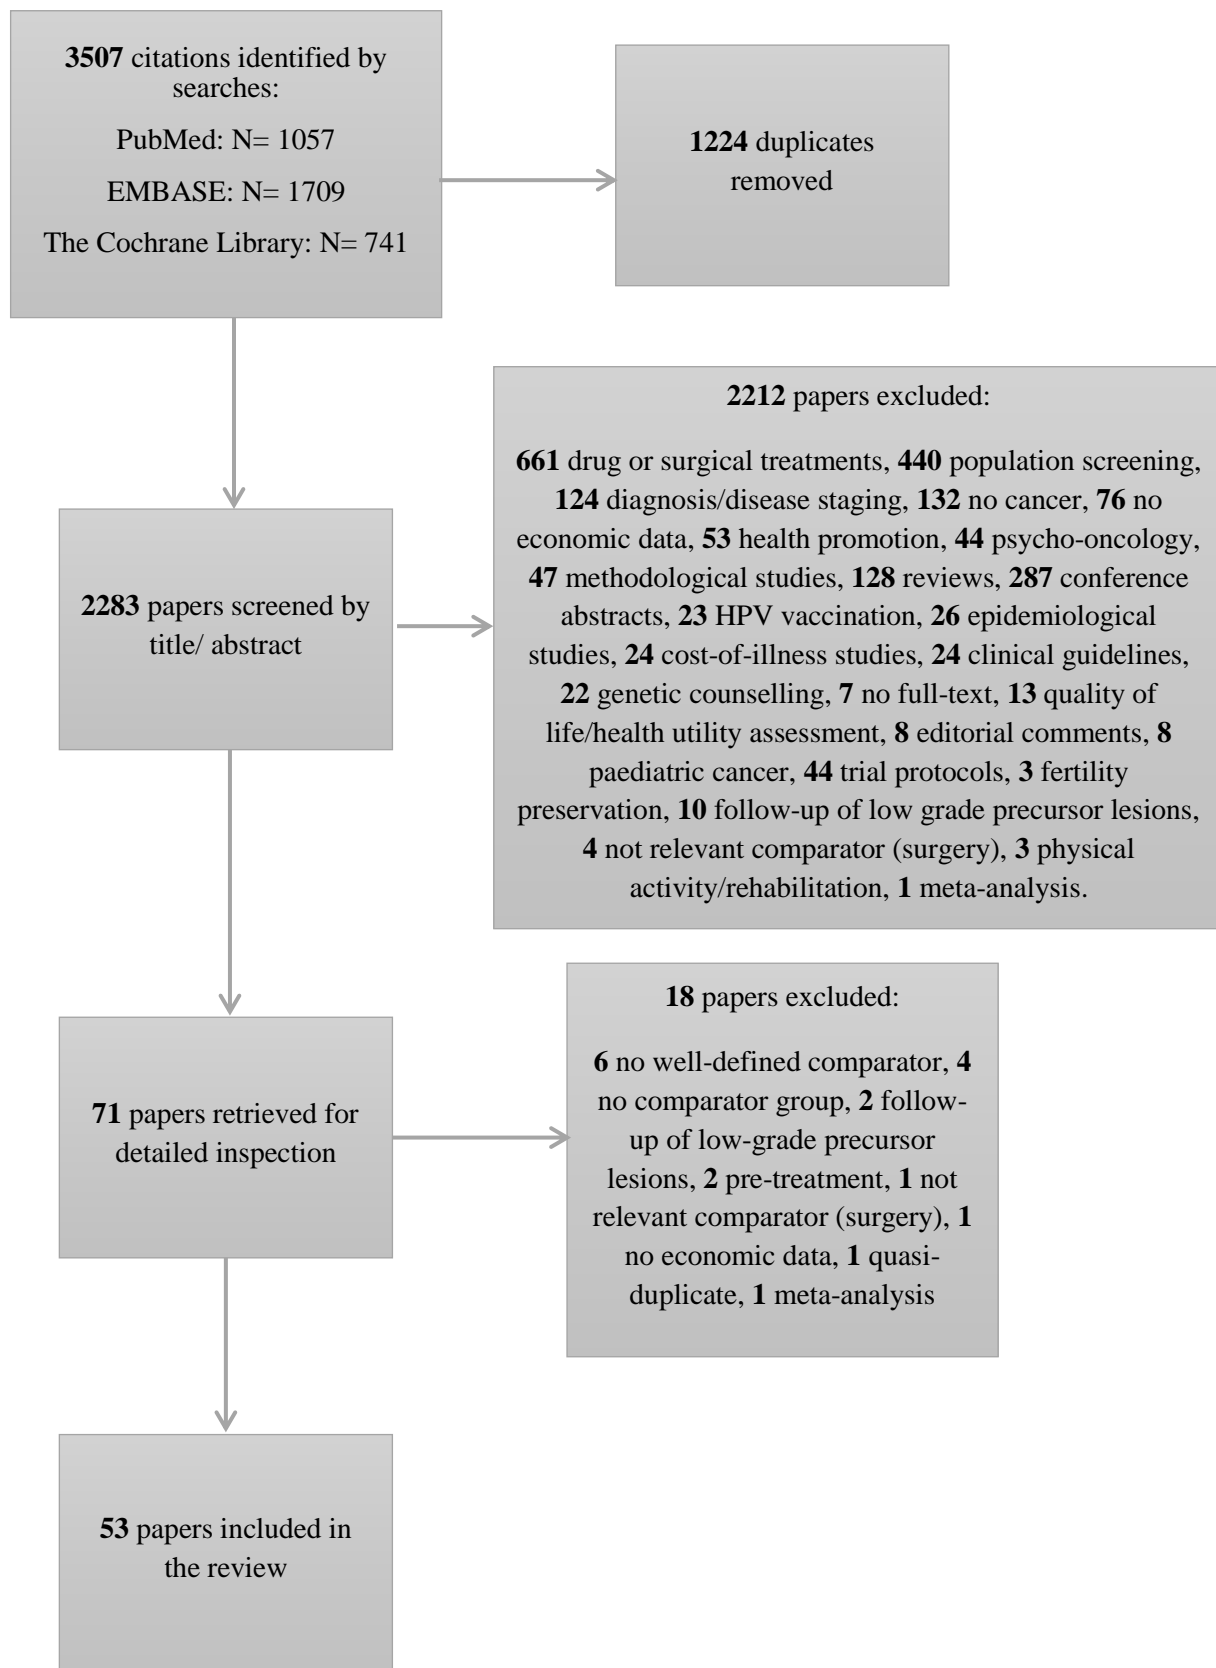 3507 citations identified by
searches:
PubMed: N= 1057
EMBASE: N= 1709
The Cochrane Library: N= 741
1224 duplicates
removed
2283 papers screened by
title/ abstract
2212 papers excluded:
661 drug or surgical treatments, 440 population screening,
124 diagnosis/disease staging, 132 no cancer, 76 no
economic data, 53 health promotion, 44 psycho-oncology,
47 methodological studies, 128 reviews, 287 conference
abstracts, 23 HPV vaccination, 26 epidemiological
studies, 24 cost-of-illness studies, 24 clinical guidelines,
22 genetic counselling, 7 no full-text, 13 quality of
life/health utility assessment, 8 editorial comments, 8
paediatric cancer, 44 trial protocols, 3 fertility
preservation, 10 follow-up of low grade precursor lesions,
4 not relevant comparator (surgery), 3 physical
activity/rehabilitation, 1 meta-analysis.
71 papers retrieved for
detailed inspection
18 papers excluded:
6 no well-defined comparator, 4
no comparator group, 2 follow-
up of low-grade precursor
lesions, 2 pre-treatment, 1 not
relevant comparator (surgery), 1
no economic data, 1 quasi-
duplicate, 1 meta-analysis
53 papers included in
the review